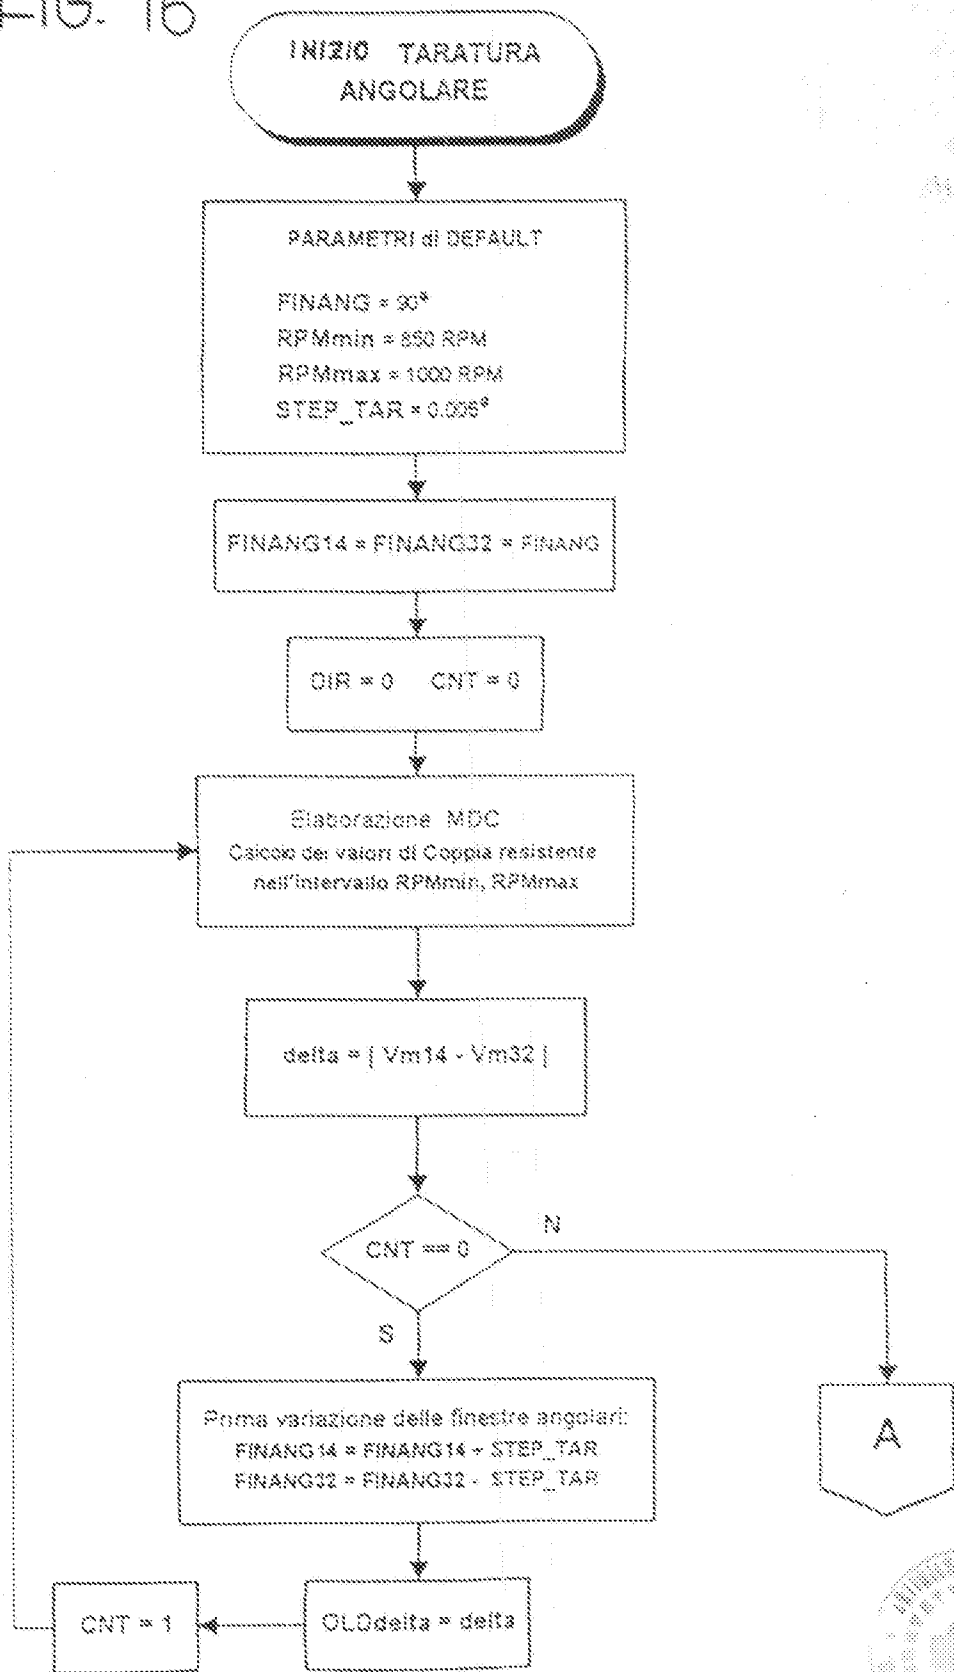 FIG. 16
INIZIO TARATURA
ANGOLARE
PARAMETRI di DEFAULT
FINANG = 90°
RPMmin = 850 RPM
RPMmax = 1000 RPM
STEP_TAR = 0.006°
FINANG14 = FINANG32 = FINANG
DIR = 0 CNT = 0
Elaborazione MDC
Calcolo dei valori di Coppia resistente
nell'intervallo RPMmin, RPMmax
delta = | Vm14 - Vm32 |
CNT == 0
N
S
A
Prima variazione delle finestre angolari:
FINANG14 = FINANG14 + STEP_TAR
FINANG32 = FINANG32 - STEP_TAR
CNT = 1
OLDdelta = delta